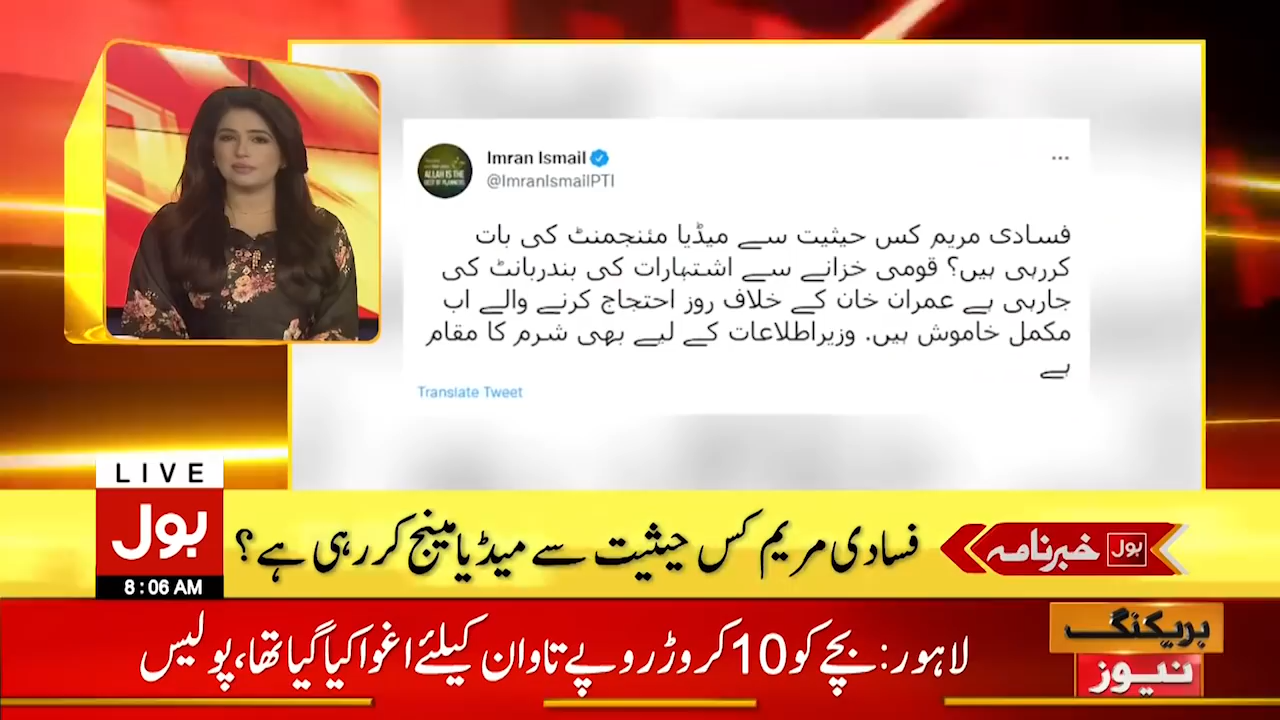 Imran Ismail
@ImranIsmailPTI
فسادی مریم کس حیثیت سے میڈیا مئنجمنٹ کی بات
کررہی ہیں؟ قومی خزانے سے اشتہارات کی بندربانٹ کی
جارہی ہے عمران خان کے خلاف روز احتجاج کرنے والے اب
مکمل خاموش ہیں. وزیراطلاعات کے لیے بھی شرم کا مقام
ہے
Translate Tweet
LIVE
بول
8:06 AM
بول خبرنامہ
فسادی مریم کس حیثیت سے میڈیا مینج کر رہی ہے؟
بریکنگ
نیوز
لاہور: بچے کو 10 کروڑ روپے تاوان کیلئے اغوا کیا گیا تھا، پولیس